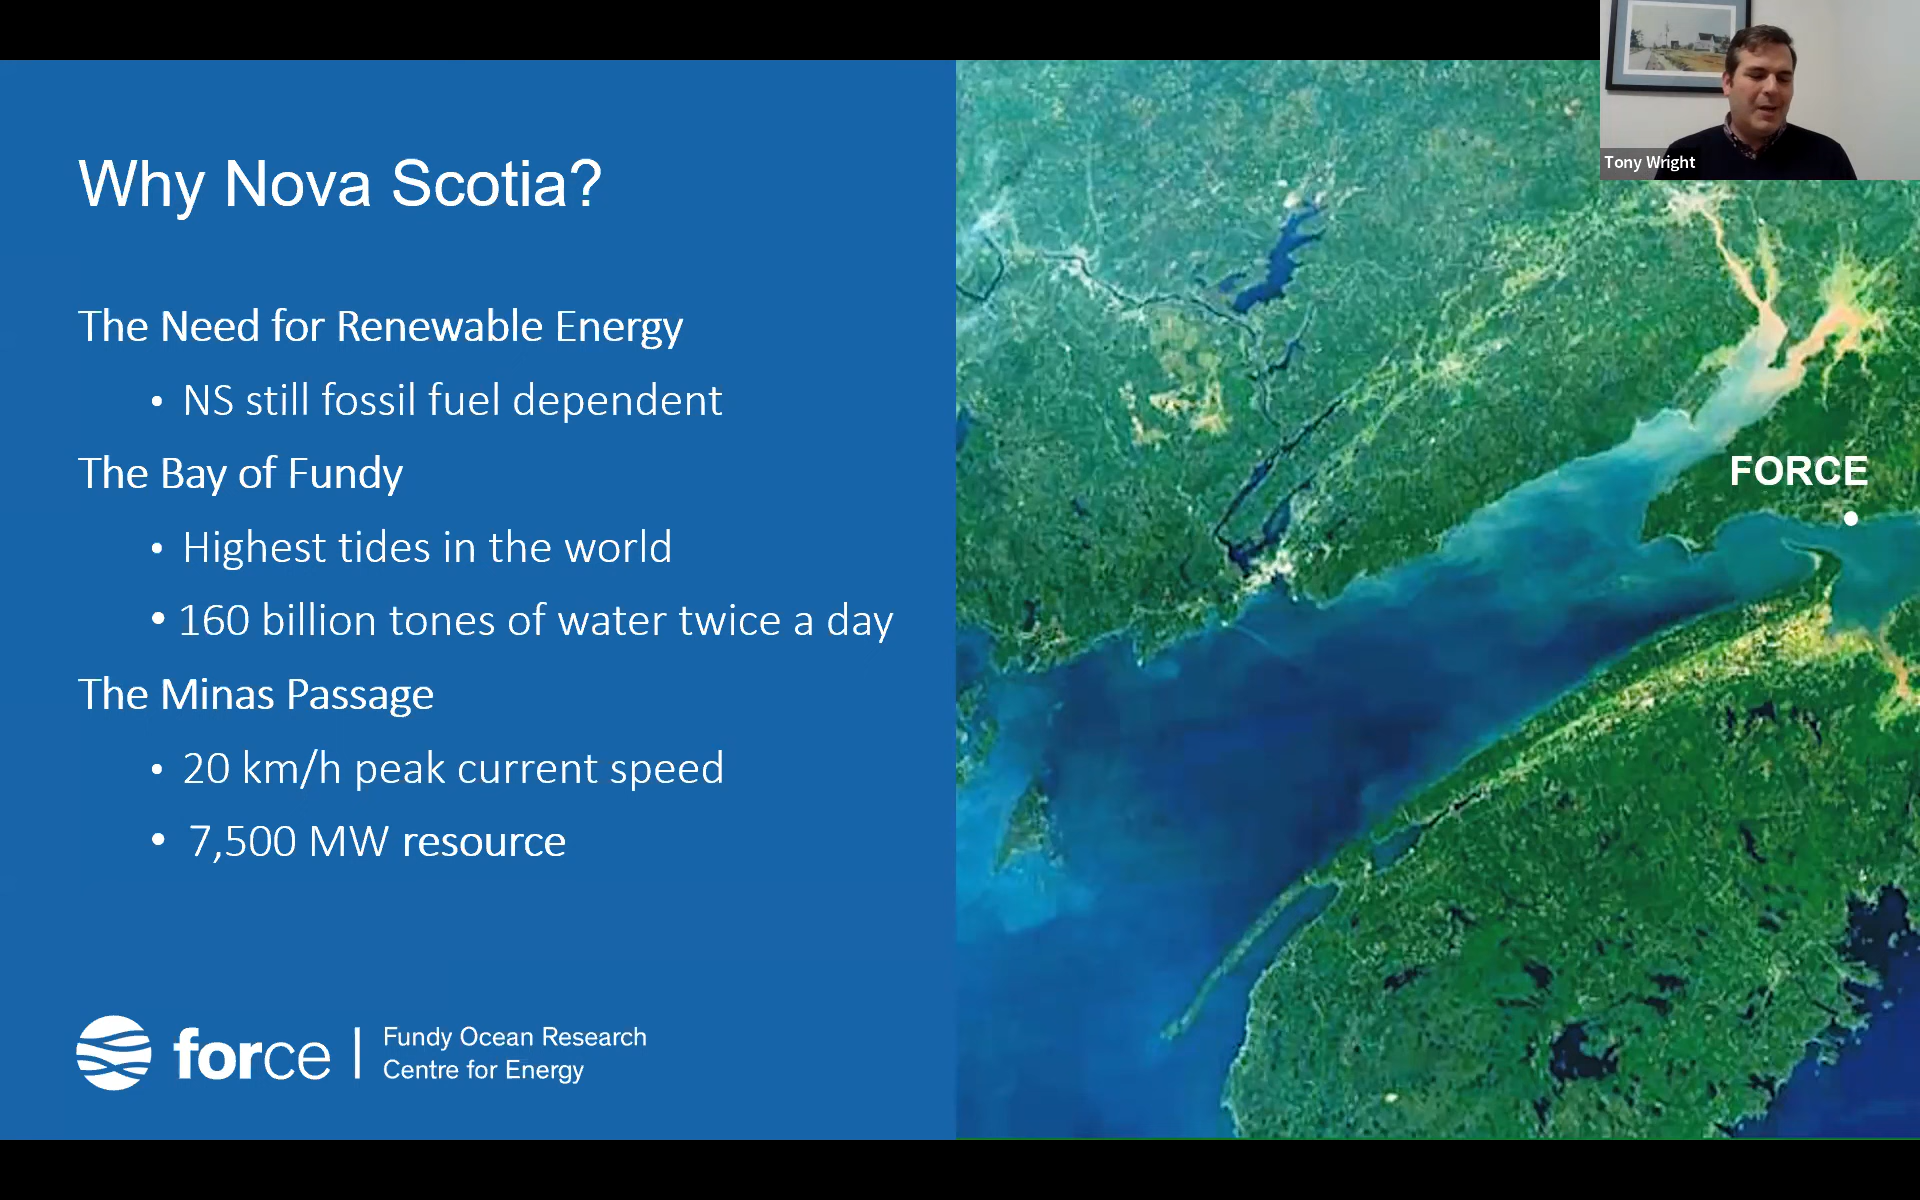 Tony Wright
Why Nova Scotia?
The Need for Renewable Energy
• NS still fossil fuel dependent
The Bay of Fundy
• Highest tides in the world
• 160 billion tones of water twice a day
The Minas Passage
• 20 km/h peak current speed
• 7,500 MW resource
FORCE
force | Fundy Ocean Research
Centre for Energy